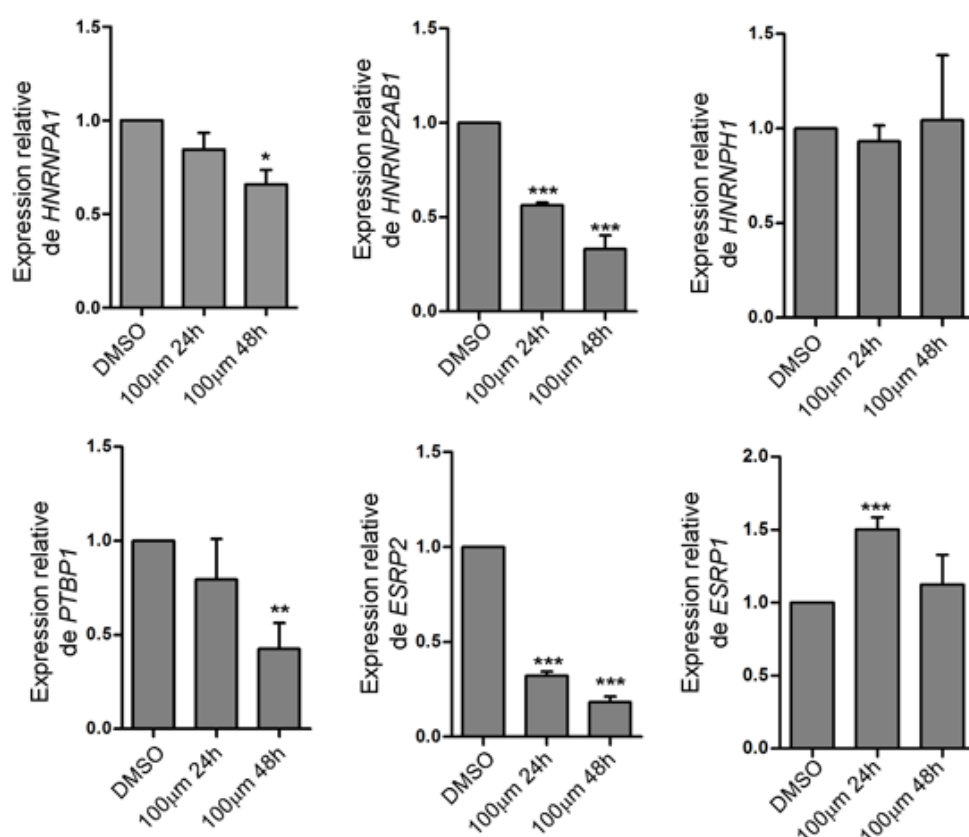 Expression relative
de HNRNPA1
1.5
1.0
0.5
0.0
*
DMSO
100μm 24h
100μm 48h
Expression relative
de HNRNP2AB1
1.5
1.0
0.5
0.0
***
***
DMSO
100μm 24h
100μm 48h
Expression relative
de HNRNPH1
1.5
1.0
0.5
0.0
DMSO
100μm 24h
100μm 48h
Expression relative
de PTBP1
1.5
1.0
0.5
0.0
**
DMSO
100μm 24h
100μm 48h
Expression relative
de ESRP2
1.5
1.0
0.5
0.0
***
***
DMSO
100μm 24h
100μm 48h
Expression relative
de ESRP1
2.0
1.5
1.0
0.5
0.0
***
DMSO
100μm 24h
100μm 48h